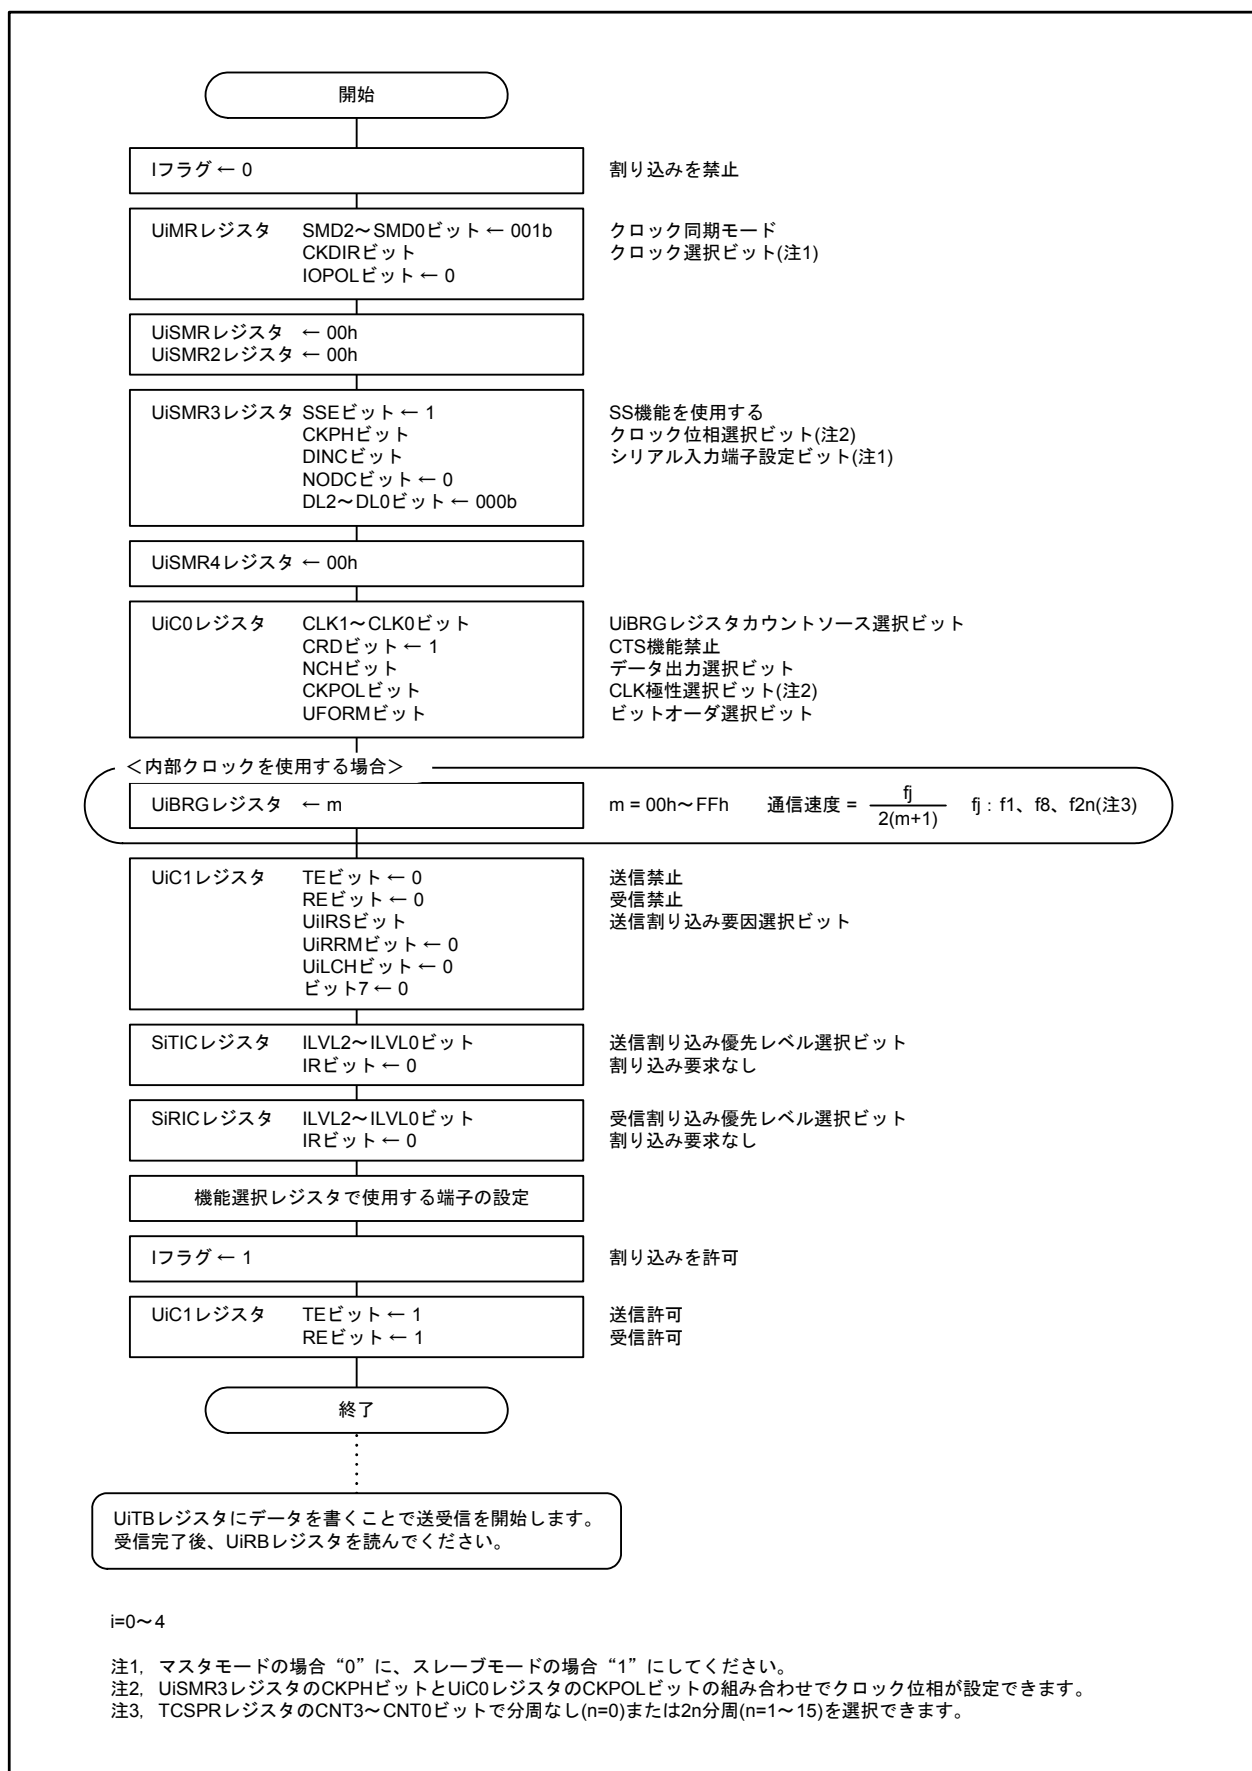 開始
Iフラグ ← 0 割り込みを禁止
UiMRレジスタ SMD2～SMD0ビット ← 001b クロック同期モード
CKDIRビット クロック選択ビット(注1)
IOPOLビット ← 0
UiSMRレジスタ ← 00h
UiSMR2レジスタ ← 00h
UiSMR3レジスタ SSEビット ← 1 SS機能を使用する
CKPHビット クロック位相選択ビット(注2)
DINCビット シリアル入力端子設定ビット(注1)
NODCビット ← 0
DL2～DL0ビット ← 000b
UiSMR4レジスタ ← 00h
UiC0レジスタ CLK1～CLK0ビット UiBRGレジスタカウントソース選択ビット
CRDビット ← 1 CTS機能禁止
NCHビット データ出力選択ビット
CKPOLビット CLK極性選択ビット(注2)
UFORMビット ビットオーダ選択ビット
＜内部クロックを使用する場合＞
UiBRGレジスタ ← m m = 00h～FFh 通信速度 = fj / 2(m+1) fj : f1、f8、f2n(注3)
UiC1レジスタ TEビット ← 0 送信禁止
REビット ← 0 受信禁止
UiIRSビット 送信割り込み要因選択ビット
UiRRMビット ← 0
UiLCHビット ← 0
ビット7 ← 0
SiTICレジスタ ILVL2～ILVL0ビット 送信割り込み優先レベル選択ビット
IRビット ← 0 割り込み要求なし
SiRICレジスタ ILVL2～ILVL0ビット 受信割り込み優先レベル選択ビット
IRビット ← 0 割り込み要求なし
機能選択レジスタで使用する端子の設定
Iフラグ ← 1 割り込みを許可
UiC1レジスタ TEビット ← 1 送信許可
REビット ← 1 受信許可
終了
UiTBレジスタにデータを書くことで送受信を開始します。
受信完了後、UiRBレジスタを読んでください。
i=0～4
注1, マスタモードの場合“0”に、スレーブモードの場合“1”にしてください。
注2, UiSMR3レジスタのCKPHビットとUiC0レジスタのCKPOLビットの組み合わせでクロック位相が設定できます。
注3, TCSPRレジスタのCNT3～CNT0ビットで分周なし(n=0)または2n分周(n=1～15)を選択できます。